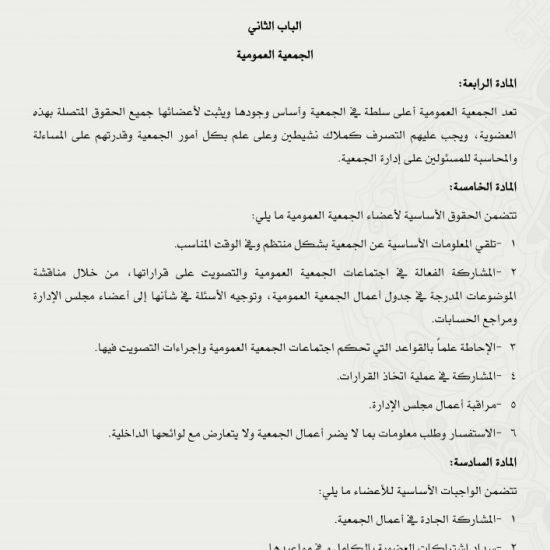 الباب الثاني
الجمعية العمومية
المادة الرابعة:
تعد الجمعية العمومية أعلى سلطة في الجمعية وأساس وجودها ويثبت لأعضائها جميع الحقوق المتصلة بهذه
العضوية، ويجب عليهم التصرف كملاك نشيطين وعلى علم بكل أمور الجمعية وقدرتهم على المساءلة
والمحاسبة للمسئولين على إدارة الجمعية.
المادة الخامسة:
تتضمن الحقوق الأساسية لأعضاء الجمعية العمومية ما يلي:
١ -تلقي المعلومات الأساسية عن الجمعية بشكل منتظم وفي الوقت المناسب.
٢ -المشاركة الفعالة في اجتماعات الجمعية العمومية والتصويت على قراراتها، من خلال مناقشة
الموضوعات المدرجة في جدول أعمال الجمعية العمومية، وتوجيه الأسئلة في شأنها إلى أعضاء مجلس الإدارة
ومراجع الحسابات.
٣ -الإحاطة علماً بالقواعد التي تحكم اجتماعات الجمعية العمومية وإجراءات التصويت فيها.
٤ -المشاركة في عملية اتخاذ القرارات.
٥ -مراقبة أعمال مجلس الإدارة.
٦ -الاستفسار وطلب معلومات بما لا يضر أعمال الجمعية ولا يتعارض مع لوائحها الداخلية.
المادة السادسة:
تتضمن الواجبات الأساسية للأعضاء ما يلي:
١ -المشاركة الجادة في أعمال الجمعية.
٢ -سداد اشتراكات العضوية بالكامل وفي مواعيدها